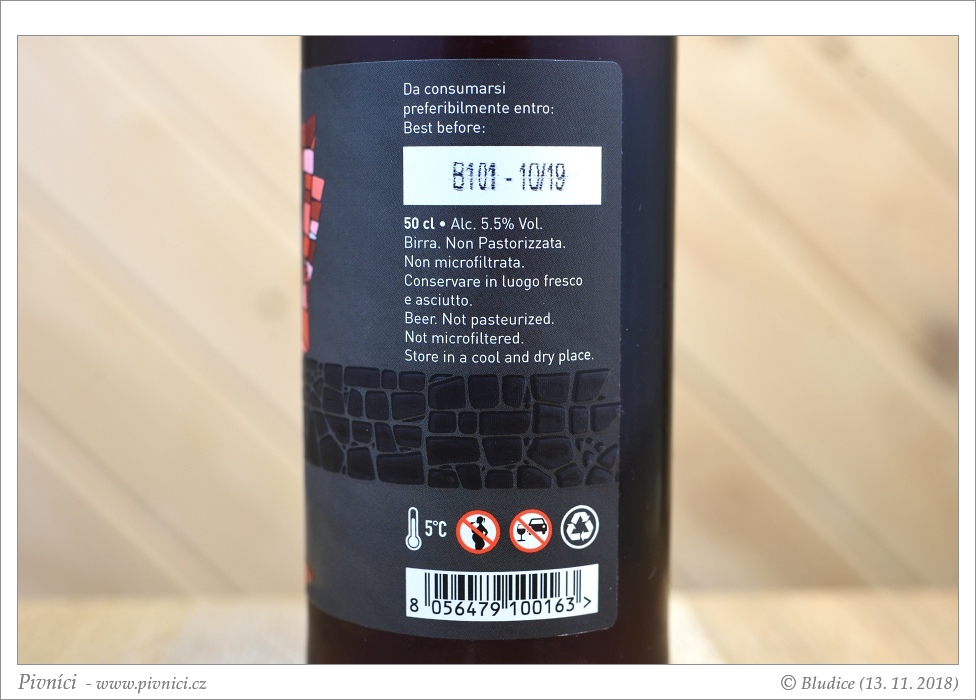 Da consumarsi
preferibilmente entro:
Best before:
B101 - 10/19
50 cl • Alc. 5.5% Vol.
Birra. Non Pastorizzata.
Non microfiltrata.
Conservare in luogo fresco
e asciutto.
Beer. Not pasteurized.
Not microfiltered.
Store in a cool and dry place.
5°C
8 056479 100163 >
Pivníci - www.pivnici.cz
© Bludice (13. 11. 2018)